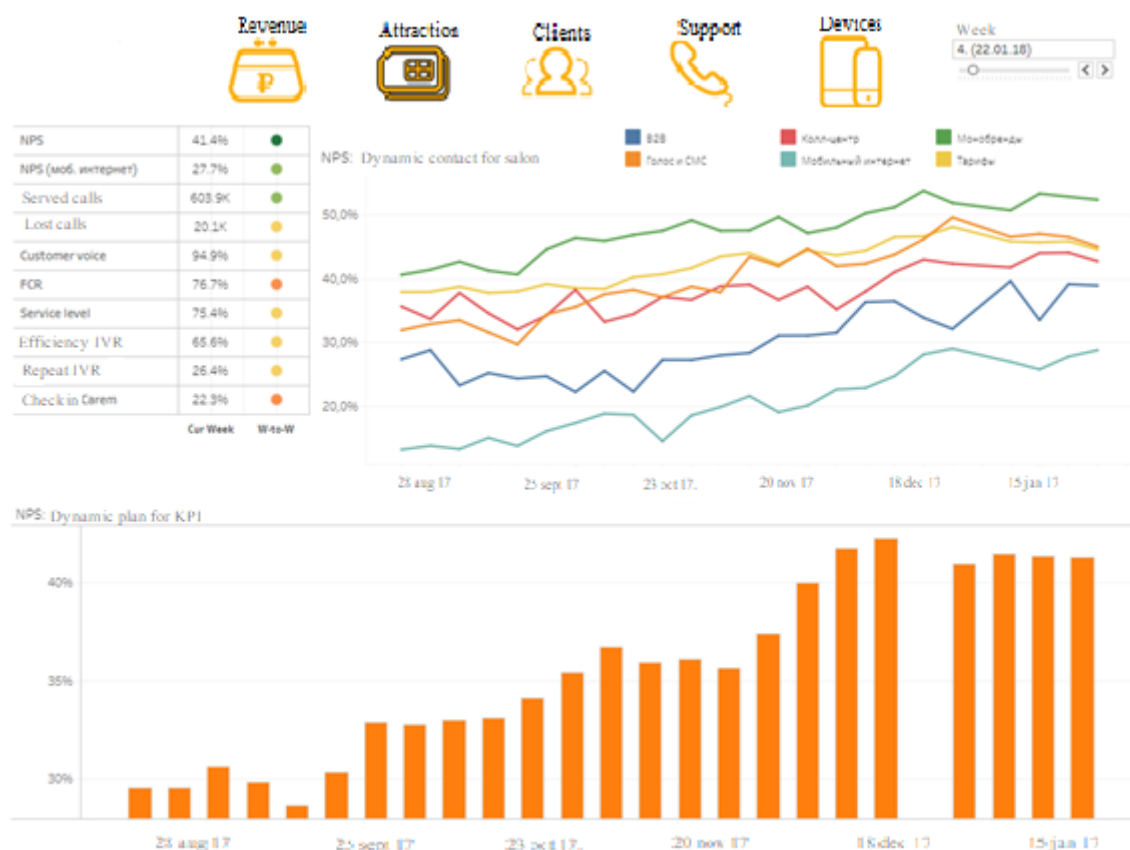 Revenue
Attraction
Clients
Support
Devices
₽
Week
4. (22.01.18)
NPS 41.4%
NPS (моб. интернет) 27.7%
Served calls 603.9K
Lost calls 20.1K
Customer voice 94.9%
FCR 76.7%
Service level 75.4%
Efficiency IVR 65.6%
Repeat IVR 26.4%
Check in Carem 22.3%
Cur Week W-to-W
NPS: Dynamic contact for salon
B2B
Колл-центр
Монобренды
Голос и СМС
Мобильный интернет
Тарифы
50,0%
40,0%
30,0%
20,0%
28 aug 17
25 sept 17
23 oct 17.
20 nov 17
18 dec 17
15 jan 17
NPS: Dynamic plan for KPI
40%
35%
30%
28 aug 17
25 sept 17
23 oct 17.
20 nov 17
18 dec 17
15 jan 17